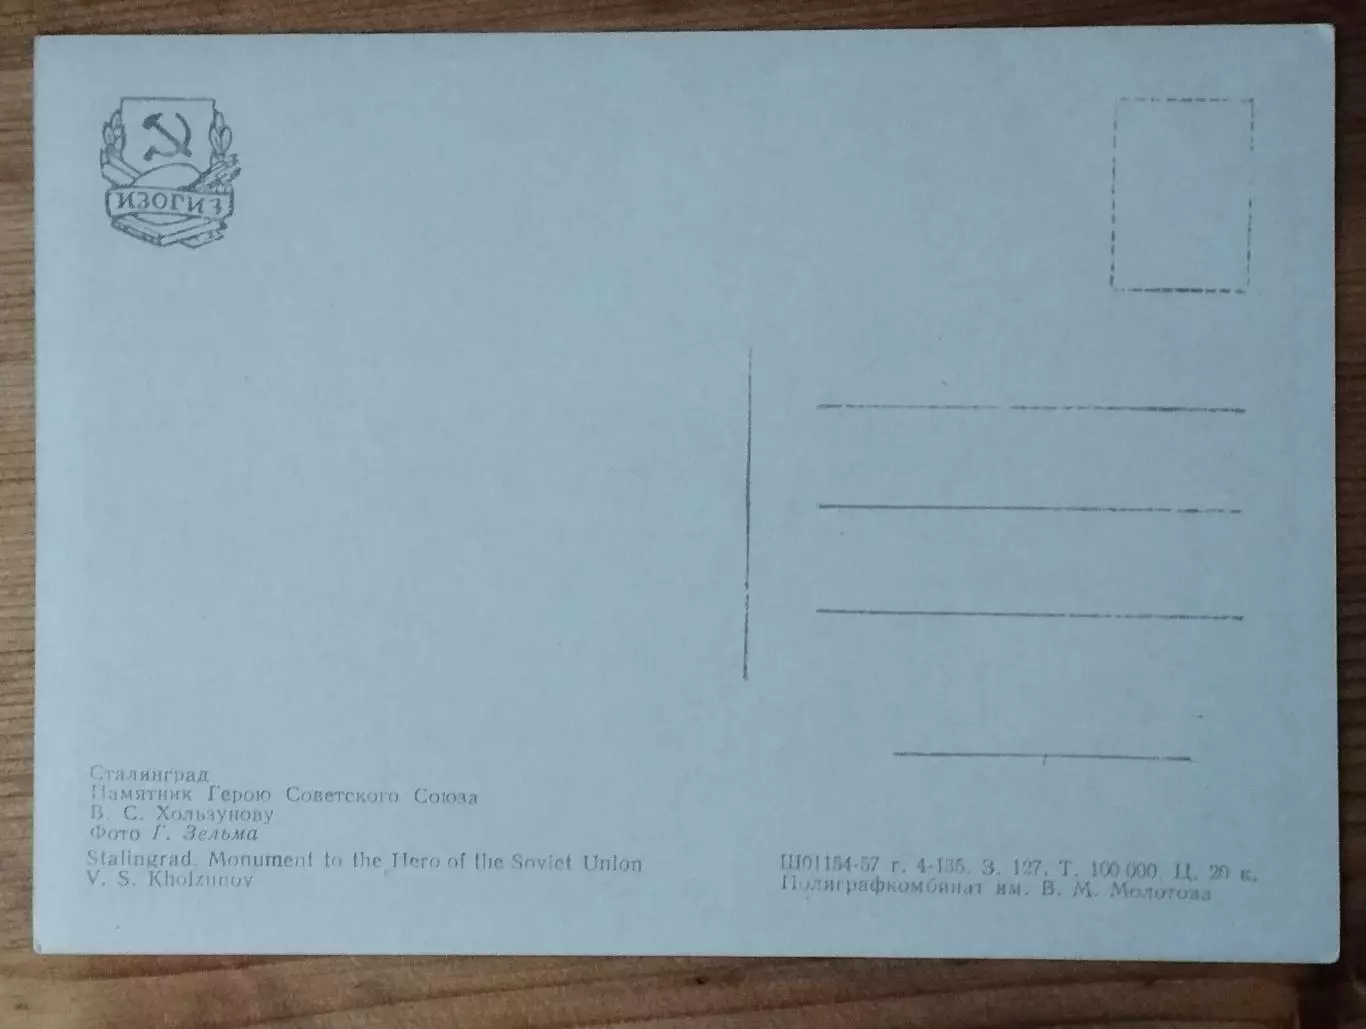 ИЗОГИЗ
Сталинград
Памятник Герою Советского Союза
В. С. Хользунову
Фото Г. Зельма
Stalingrad. Monument to the Hero of the Soviet Union
V. S. Kholzunov
Ш01154-57 г. 4-135. З. 127. Т. 100 000. Ц. 20 к.
Полиграфкомбинат им. В. М. Молотова